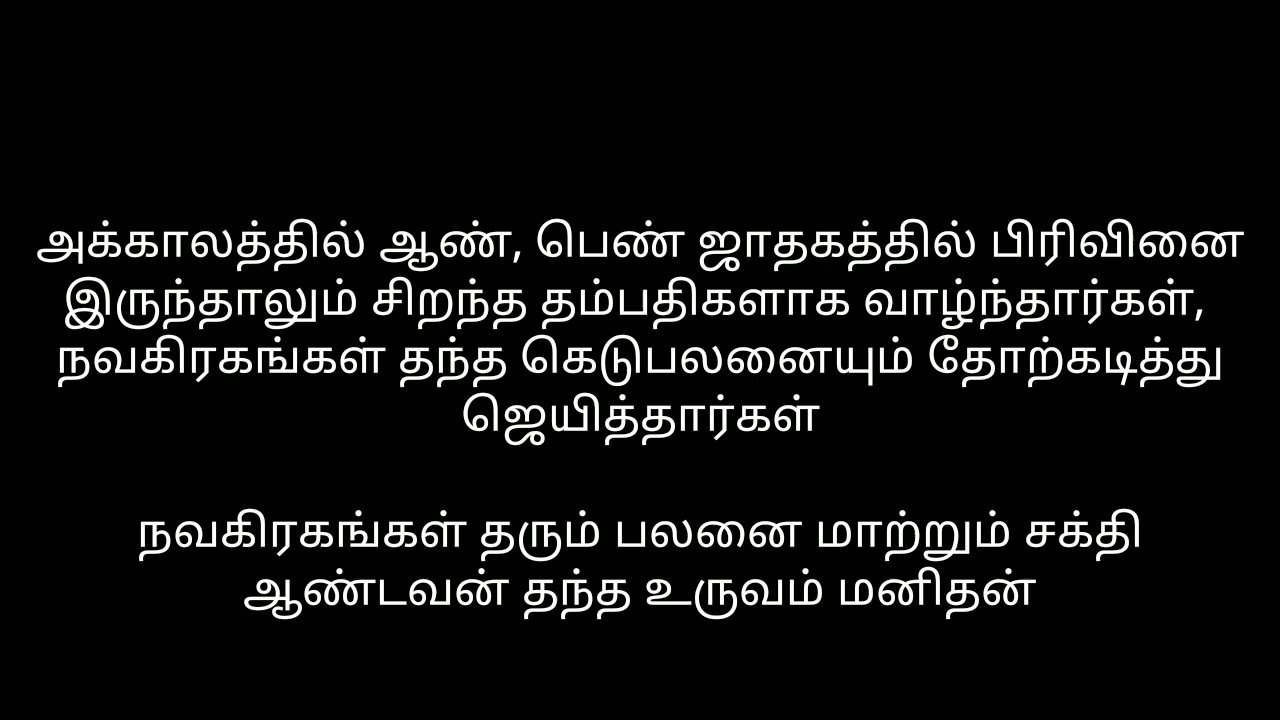 அக்காலத்தில் ஆண், பெண் ஜாதகத்தில் பிரிவினை
இருந்தாலும் சிறந்த தம்பதிகளாக வாழ்ந்தார்கள்,
நவகிரகங்கள் தந்த கெடுபலனையும் தோற்கடித்து
ஜெயித்தார்கள்
நவகிரகங்கள் தரும் பலனை மாற்றும் சக்தி
ஆண்டவன் தந்த உருவம் மனிதன்